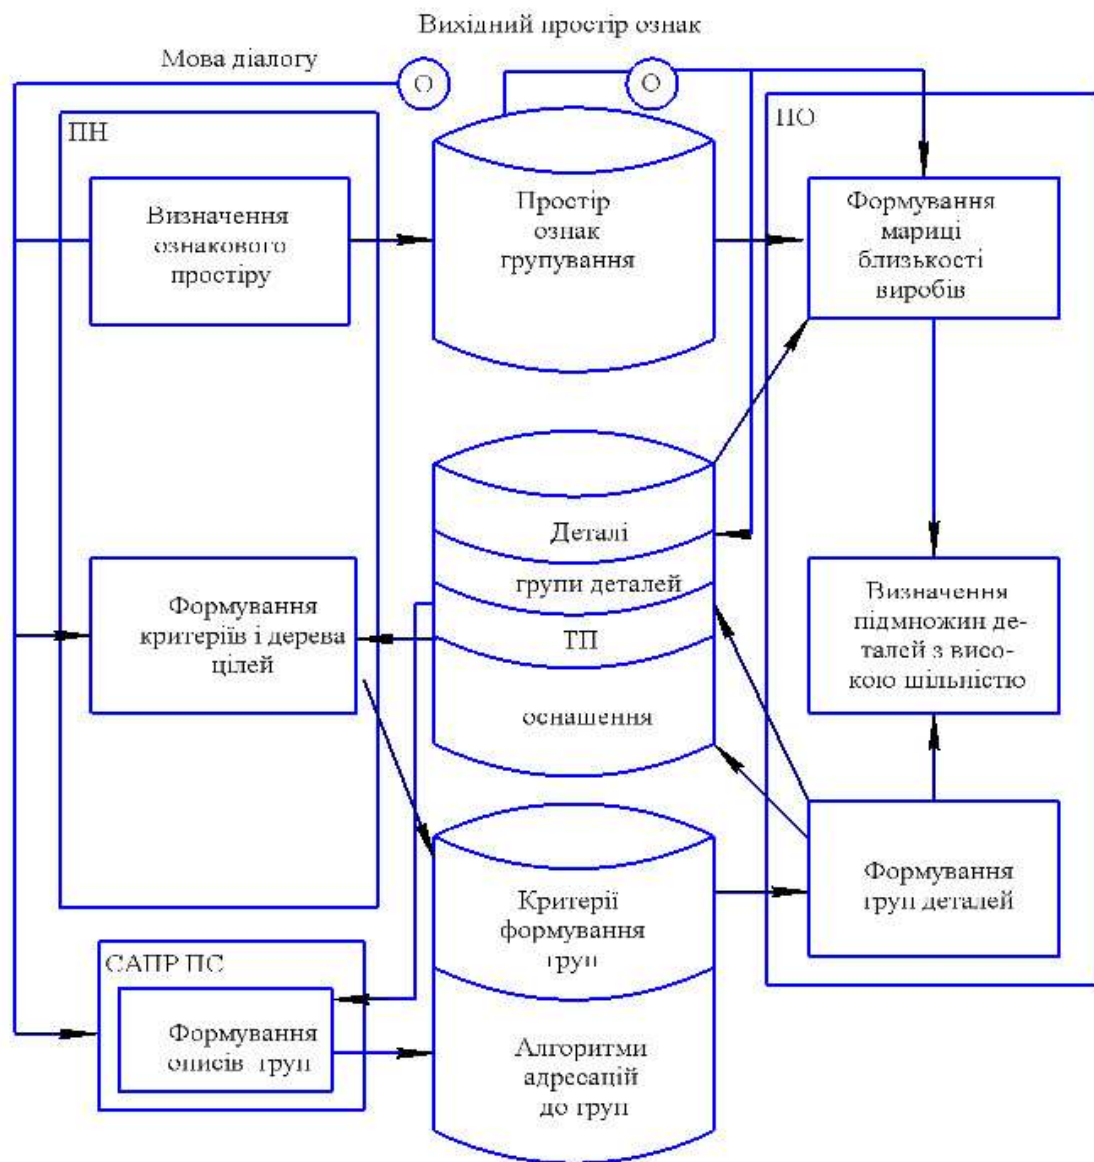 Вихідний простір ознак
Мова діалогу
О
О
ПН
ПО
Визначення
ознакового
простіру
Простір
ознак
групування
Формування
мариці
близькості
виробів
Деталі
групи деталей
ТП
оснашення
Формування
критеріїв і дерева
цілей
Визначення
підмножин де-
талей з висо-
кою шільністю
Критерії
формування
груп
Формування
груп деталей
САПР ПС
Формування
описів груп
Алгоритми
адресацій
до груп